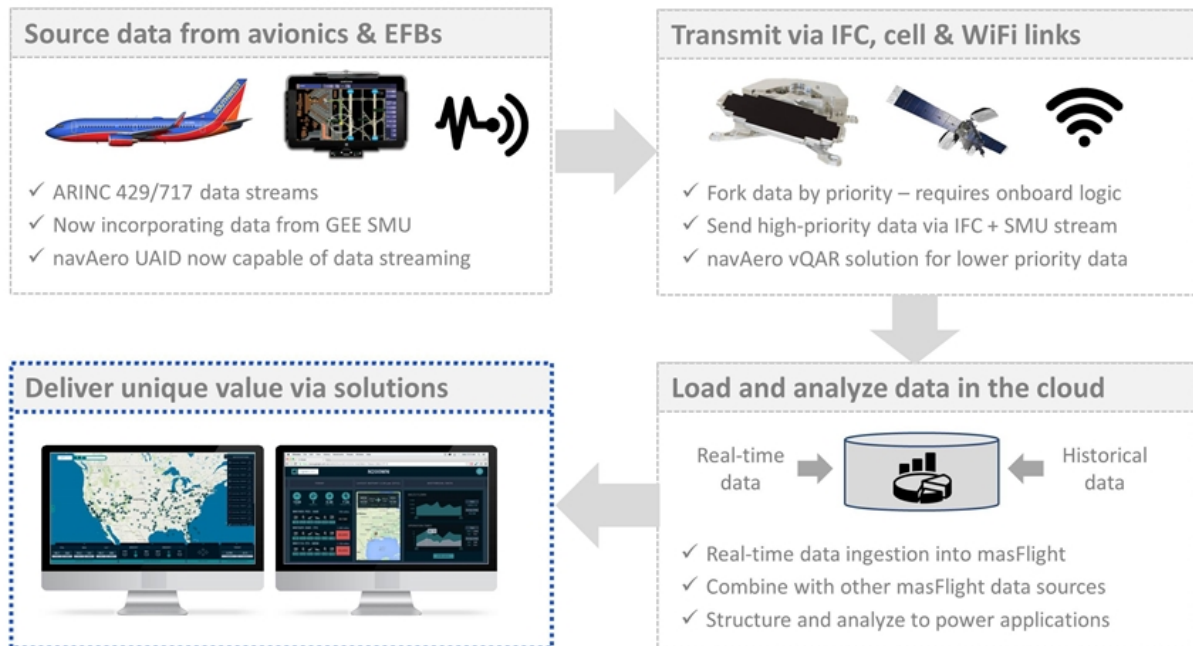 Source data from avionics & EFBs
SOUTHWEST
✓ ARINC 429/717 data streams
✓ Now incorporating data from GEE SMU
✓ navAero UAID now capable of data streaming
Transmit via IFC, cell & WiFi links
✓ Fork data by priority – requires onboard logic
✓ Send high-priority data via IFC + SMU stream
✓ navAero vQAR solution for lower priority data
Load and analyze data in the cloud
Real-time
data
Historical
data
✓ Real-time data ingestion into masFlight
✓ Combine with other masFlight data sources
✓ Structure and analyze to power applications
Deliver unique value via solutions